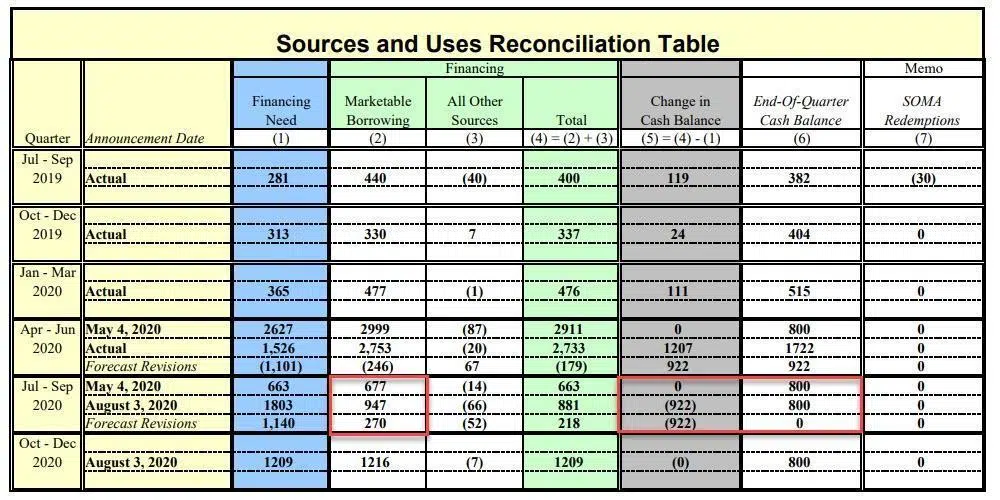 Sources and Uses Reconciliation Table
Financing Memo
Financing Marketable All Other Change in End-Of-Quarter SOMA
Need Borrowing Sources Total Cash Balance Cash Balance Redemptions
Quarter Announcement Date (1) (2) (3) (4) = (2) + (3) (5) = (4) - (1) (6) (7)
Jul - Sep
2019 Actual 281 440 (40) 400 119 382 (30)
Oct - Dec
2019 Actual 313 330 7 337 24 404 0
Jan - Mar
2020 Actual 365 477 (1) 476 111 515 0
Apr - Jun May 4, 2020 2627 2999 (87) 2911 0 800 0
2020 Actual 1,526 2,753 (20) 2,733 1207 1722 0
Forecast Revisions (1,101) (246) 67 (179) 922 922 0
Jul - Sep May 4, 2020 663 677 (14) 663 0 800 0
2020 August 3, 2020 1803 947 (66) 881 (922) 800 0
Forecast Revisions 1,140 270 (52) 218 (922) 0 0
Oct - Dec
2020 August 3, 2020 1209 1216 (7) 1209 (0) 800 0